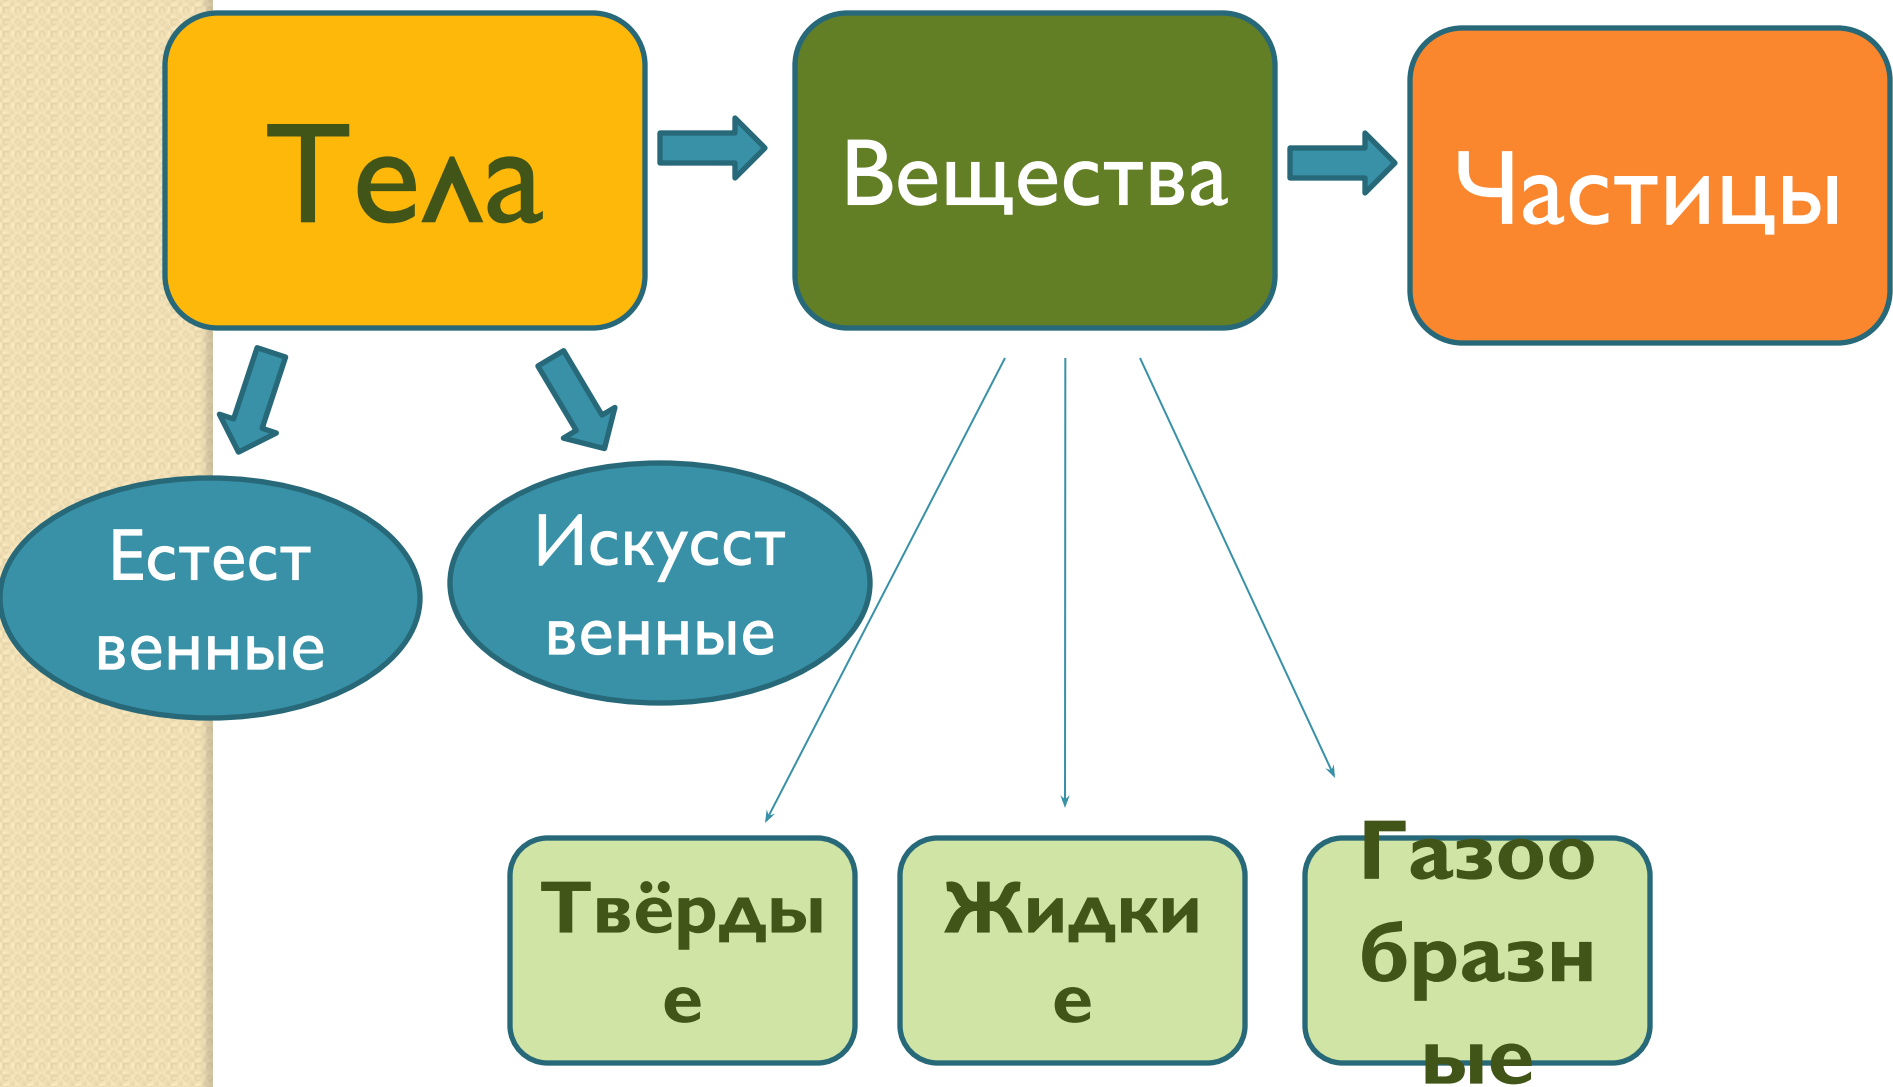 Тела
Вещества
Частицы
Естест
венные
Искусст
венные
Твёрды
е
Жидки
е
Газоо
бразн
ые